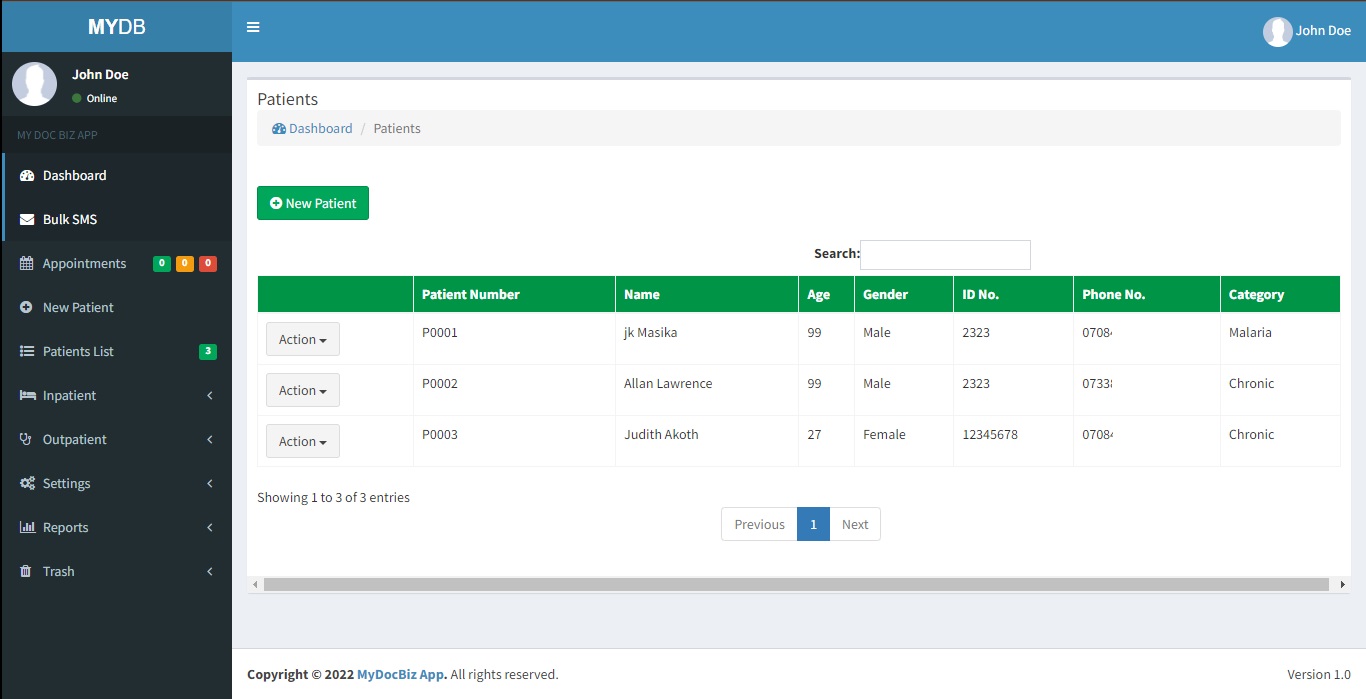 MYDB
John Doe
John Doe
Online
MY DOC BIZ APP
Dashboard
Bulk SMS
Appointments 0 0 0
New Patient
Patients List 3
Inpatient
Outpatient
Settings
Reports
Trash
Patients
Dashboard / Patients
New Patient
Search:
Patient Number Name Age Gender ID No. Phone No. Category
Action P0001 jk Masika 99 Male 2323 0708 Malaria
Action P0002 Allan Lawrence 99 Male 2323 0733 Chronic
Action P0003 Judith Akoth 27 Female 12345678 0708 Chronic
Showing 1 to 3 of 3 entries
Previous 1 Next
Copyright © 2022 MyDocBiz App. All rights reserved.
Version 1.0